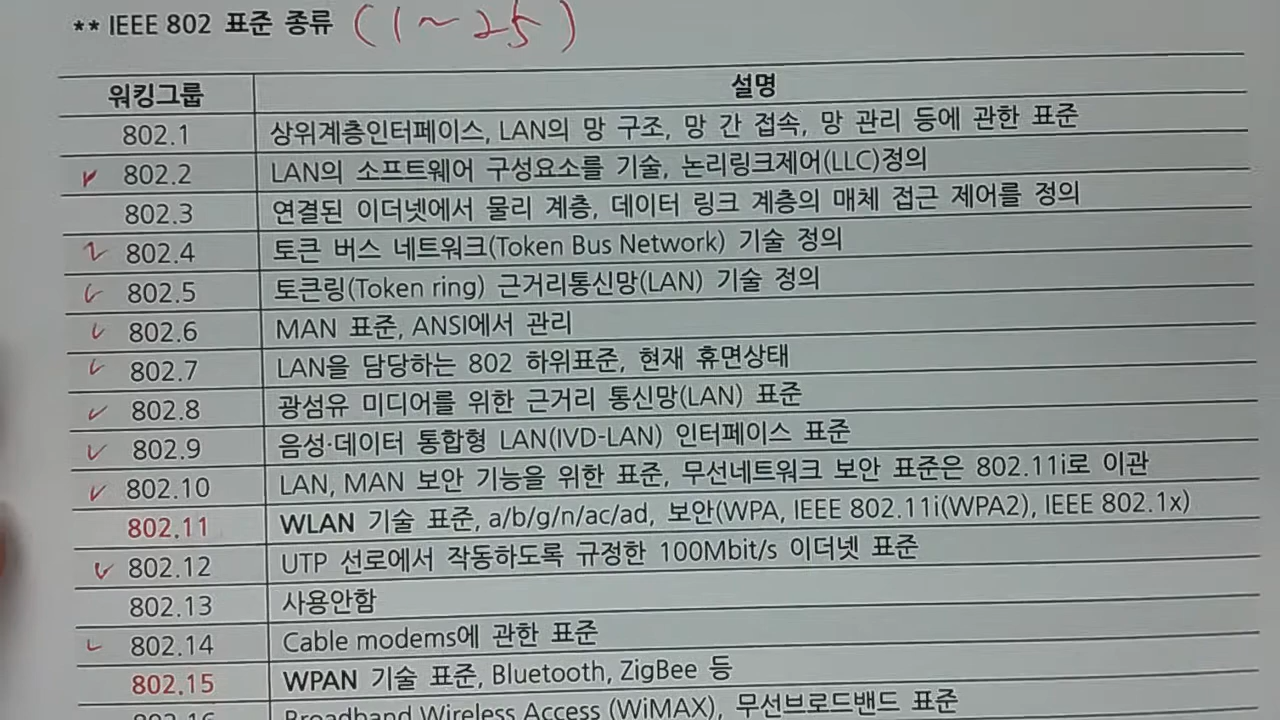 ** IEEE 802 표준 종류 (1~25)
워킹그룹 설명
802.1 상위계층인터페이스, LAN의 망 구조, 망 간 접속, 망 관리 등에 관한 표준
802.2 LAN의 소프트웨어 구성요소를 기술, 논리링크제어(LLC)정의
802.3 연결된 이더넷에서 물리 계층, 데이터 링크 계층의 매체 접근 제어를 정의
802.4 토큰 버스 네트워크(Token Bus Network) 기술 정의
802.5 토큰링(Token ring) 근거리통신망(LAN) 기술 정의
802.6 MAN 표준, ANSI에서 관리
802.7 LAN을 담당하는 802 하위표준, 현재 휴면상태
802.8 광섬유 미디어를 위한 근거리 통신망(LAN) 표준
802.9 음성·데이터 통합형 LAN(IVD-LAN) 인터페이스 표준
802.10 LAN, MAN 보안 기능을 위한 표준, 무선네트워크 보안 표준은 802.11i로 이관
802.11 WLAN 기술 표준, a/b/g/n/ac/ad, 보안(WPA, IEEE 802.11i(WPA2), IEEE 802.1x)
802.12 UTP 선로에서 작동하도록 규정한 100Mbit/s 이더넷 표준
802.13 사용안함
802.14 Cable modems에 관한 표준
802.15 WPAN 기술 표준, Bluetooth, ZigBee 등
802.16 Broadband Wireless Access (WiMAX), 무선브로드밴드 표준